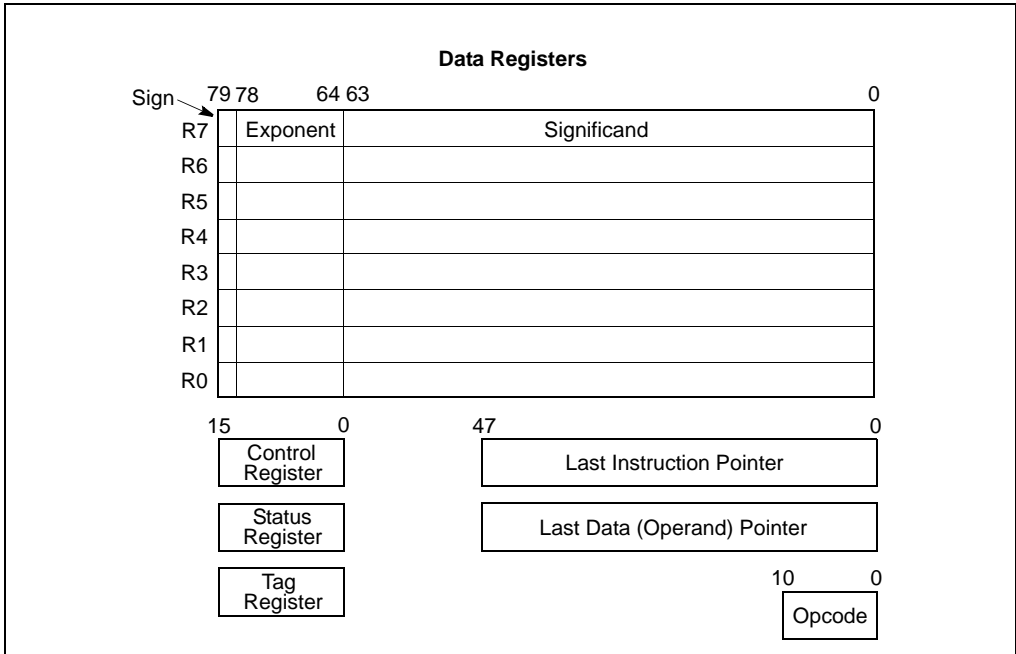 Data Registers
Sign 79 78 64 63 0
R7 Exponent Significand
R6
R5
R4
R3
R2
R1
R0
15 0 47 0
Control
Register
Last Instruction Pointer
Status
Register
Last Data (Operand) Pointer
10 0
Tag
Register
Opcode